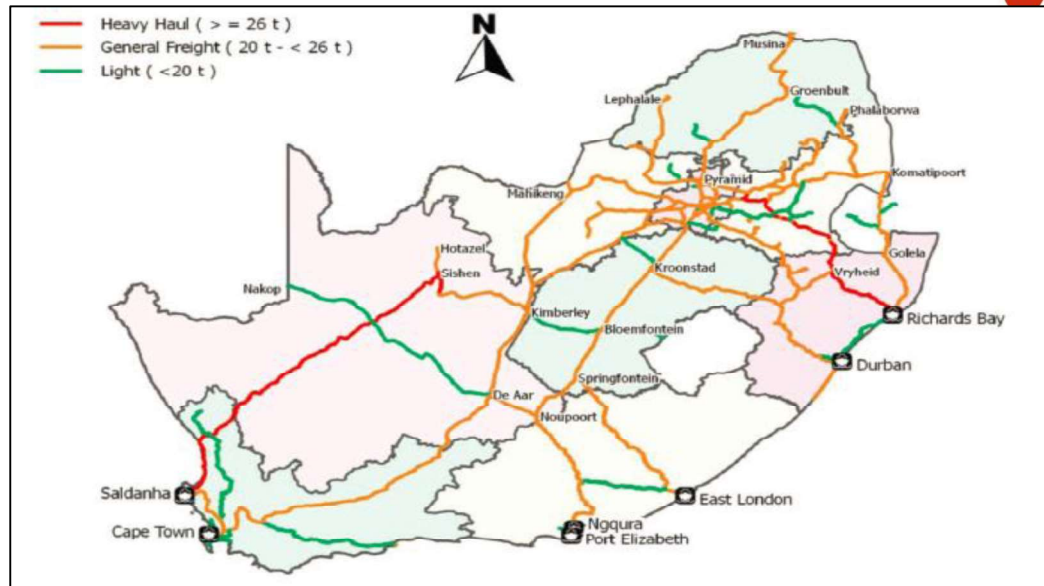 Heavy Haul ( > = 26 t )
General Freight ( 20 t - < 26 t )
Light ( <20 t )
N
Musina
Groenbult
Lephalale
Phalaborwa
Pyramid
Komatipoort
Mahikeng
Hotazel
Sishen
Golela
Kroonstad
Vryheid
Nakop
Kimberley
Richards Bay
Bloemfontein
Durban
Springfontein
De Aar
Noupoort
Saldanha
East London
Cape Town
Ngqura
Port Elizabeth